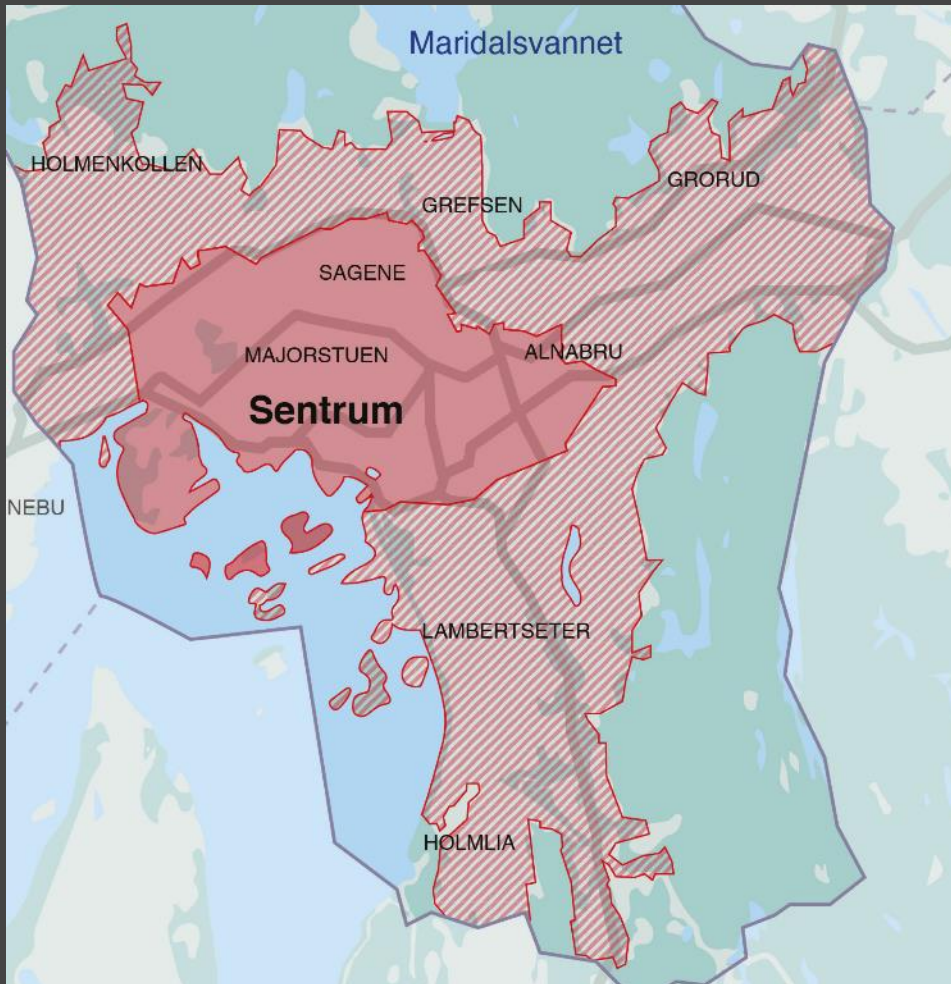 Maridalsvannet
HOLMENKOLLEN
GRORUD
GREFSEN
SAGENE
MAJORSTUEN
ALNABRU
Sentrum
NEBU
LAMBERTSETER
HOLMLIA